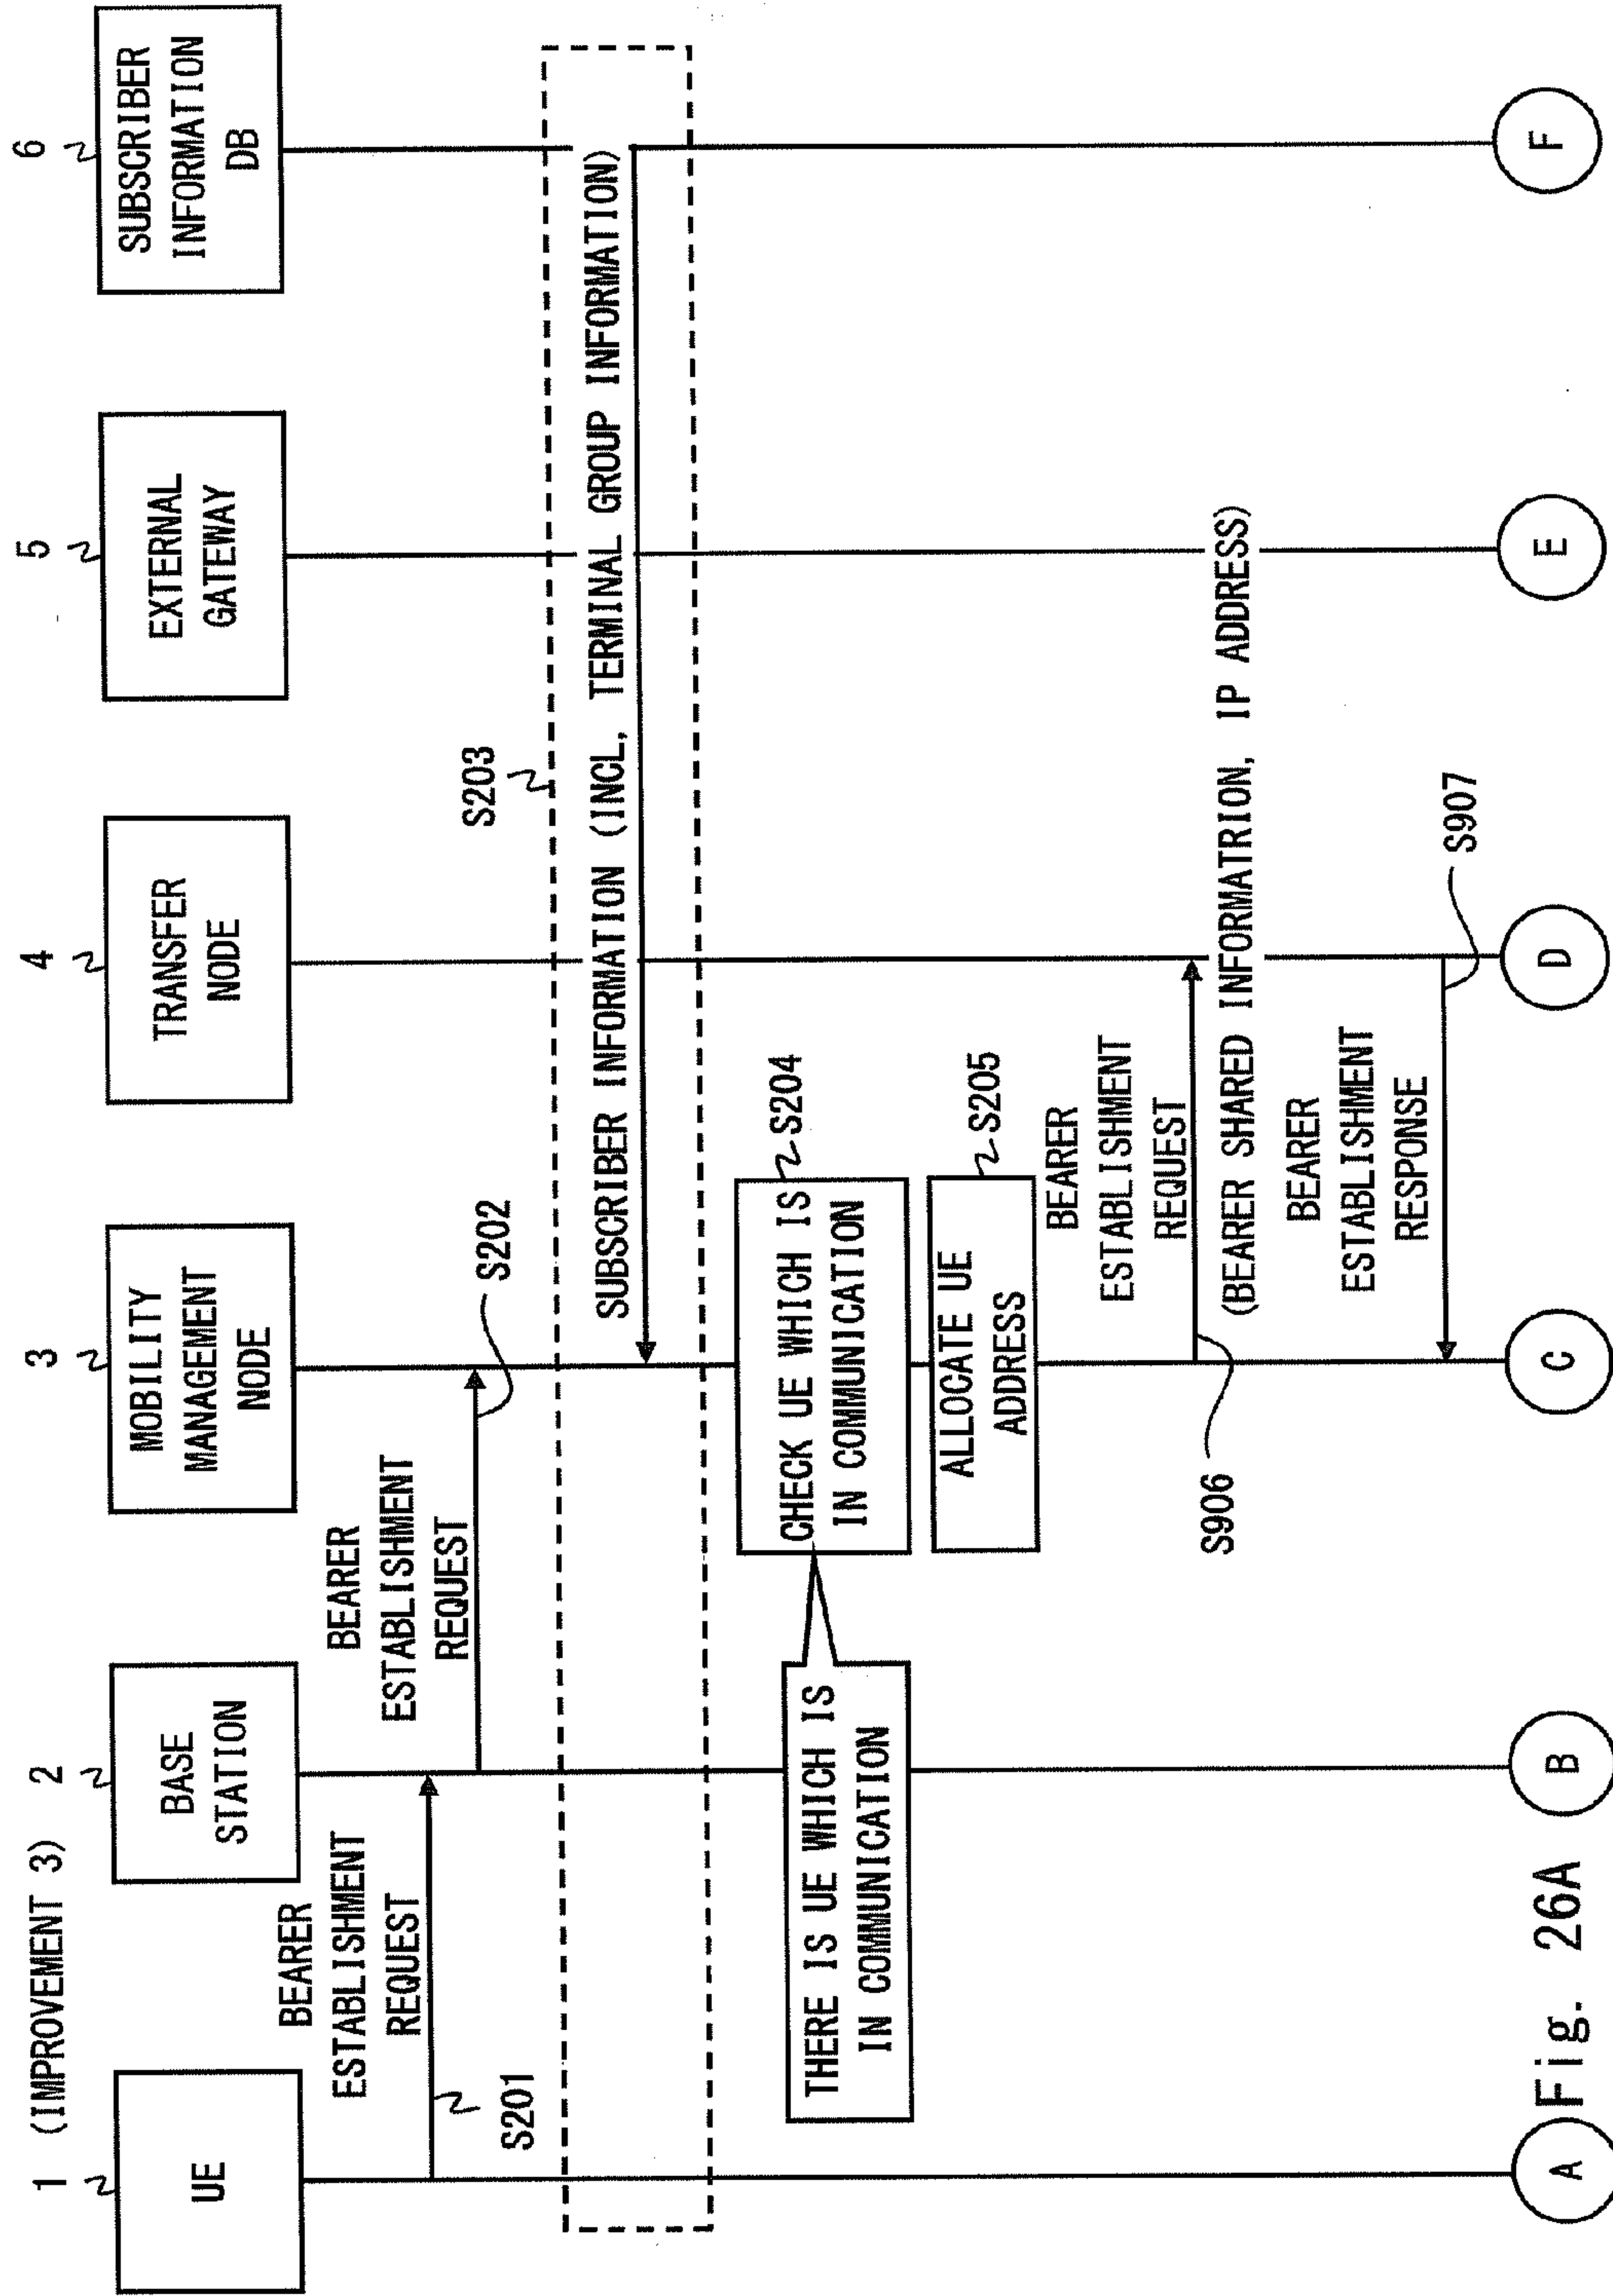 (IMPROVEMENT 3)
1
UE
2
BASE
STATION
3
MOBILITY
MANAGEMENT
NODE
4
TRANSFER
NODE
5
EXTERNAL
GATEWAY
6
SUBSCRIBER
INFORMATION
DB
BEARER
ESTABLISHMENT
REQUEST
S201
BEARER
ESTABLISHMENT
REQUEST
S202
S203
SUBSCRIBER INFORMATION (INCL, TERMINAL GROUP INFORMATION)
CHECK UE WHICH IS
IN COMMUNICATION
S204
THERE IS UE WHICH IS
IN COMMUNICATION
ALLOCATE UE
ADDRESS
S205
BEARER
ESTABLISHMENT
REQUEST
S906
(BEARER SHARED INFORMATRION, IP ADDRESS)
BEARER
ESTABLISHMENT
RESPONSE
S907
A
B
C
D
E
F
Fig. 26A